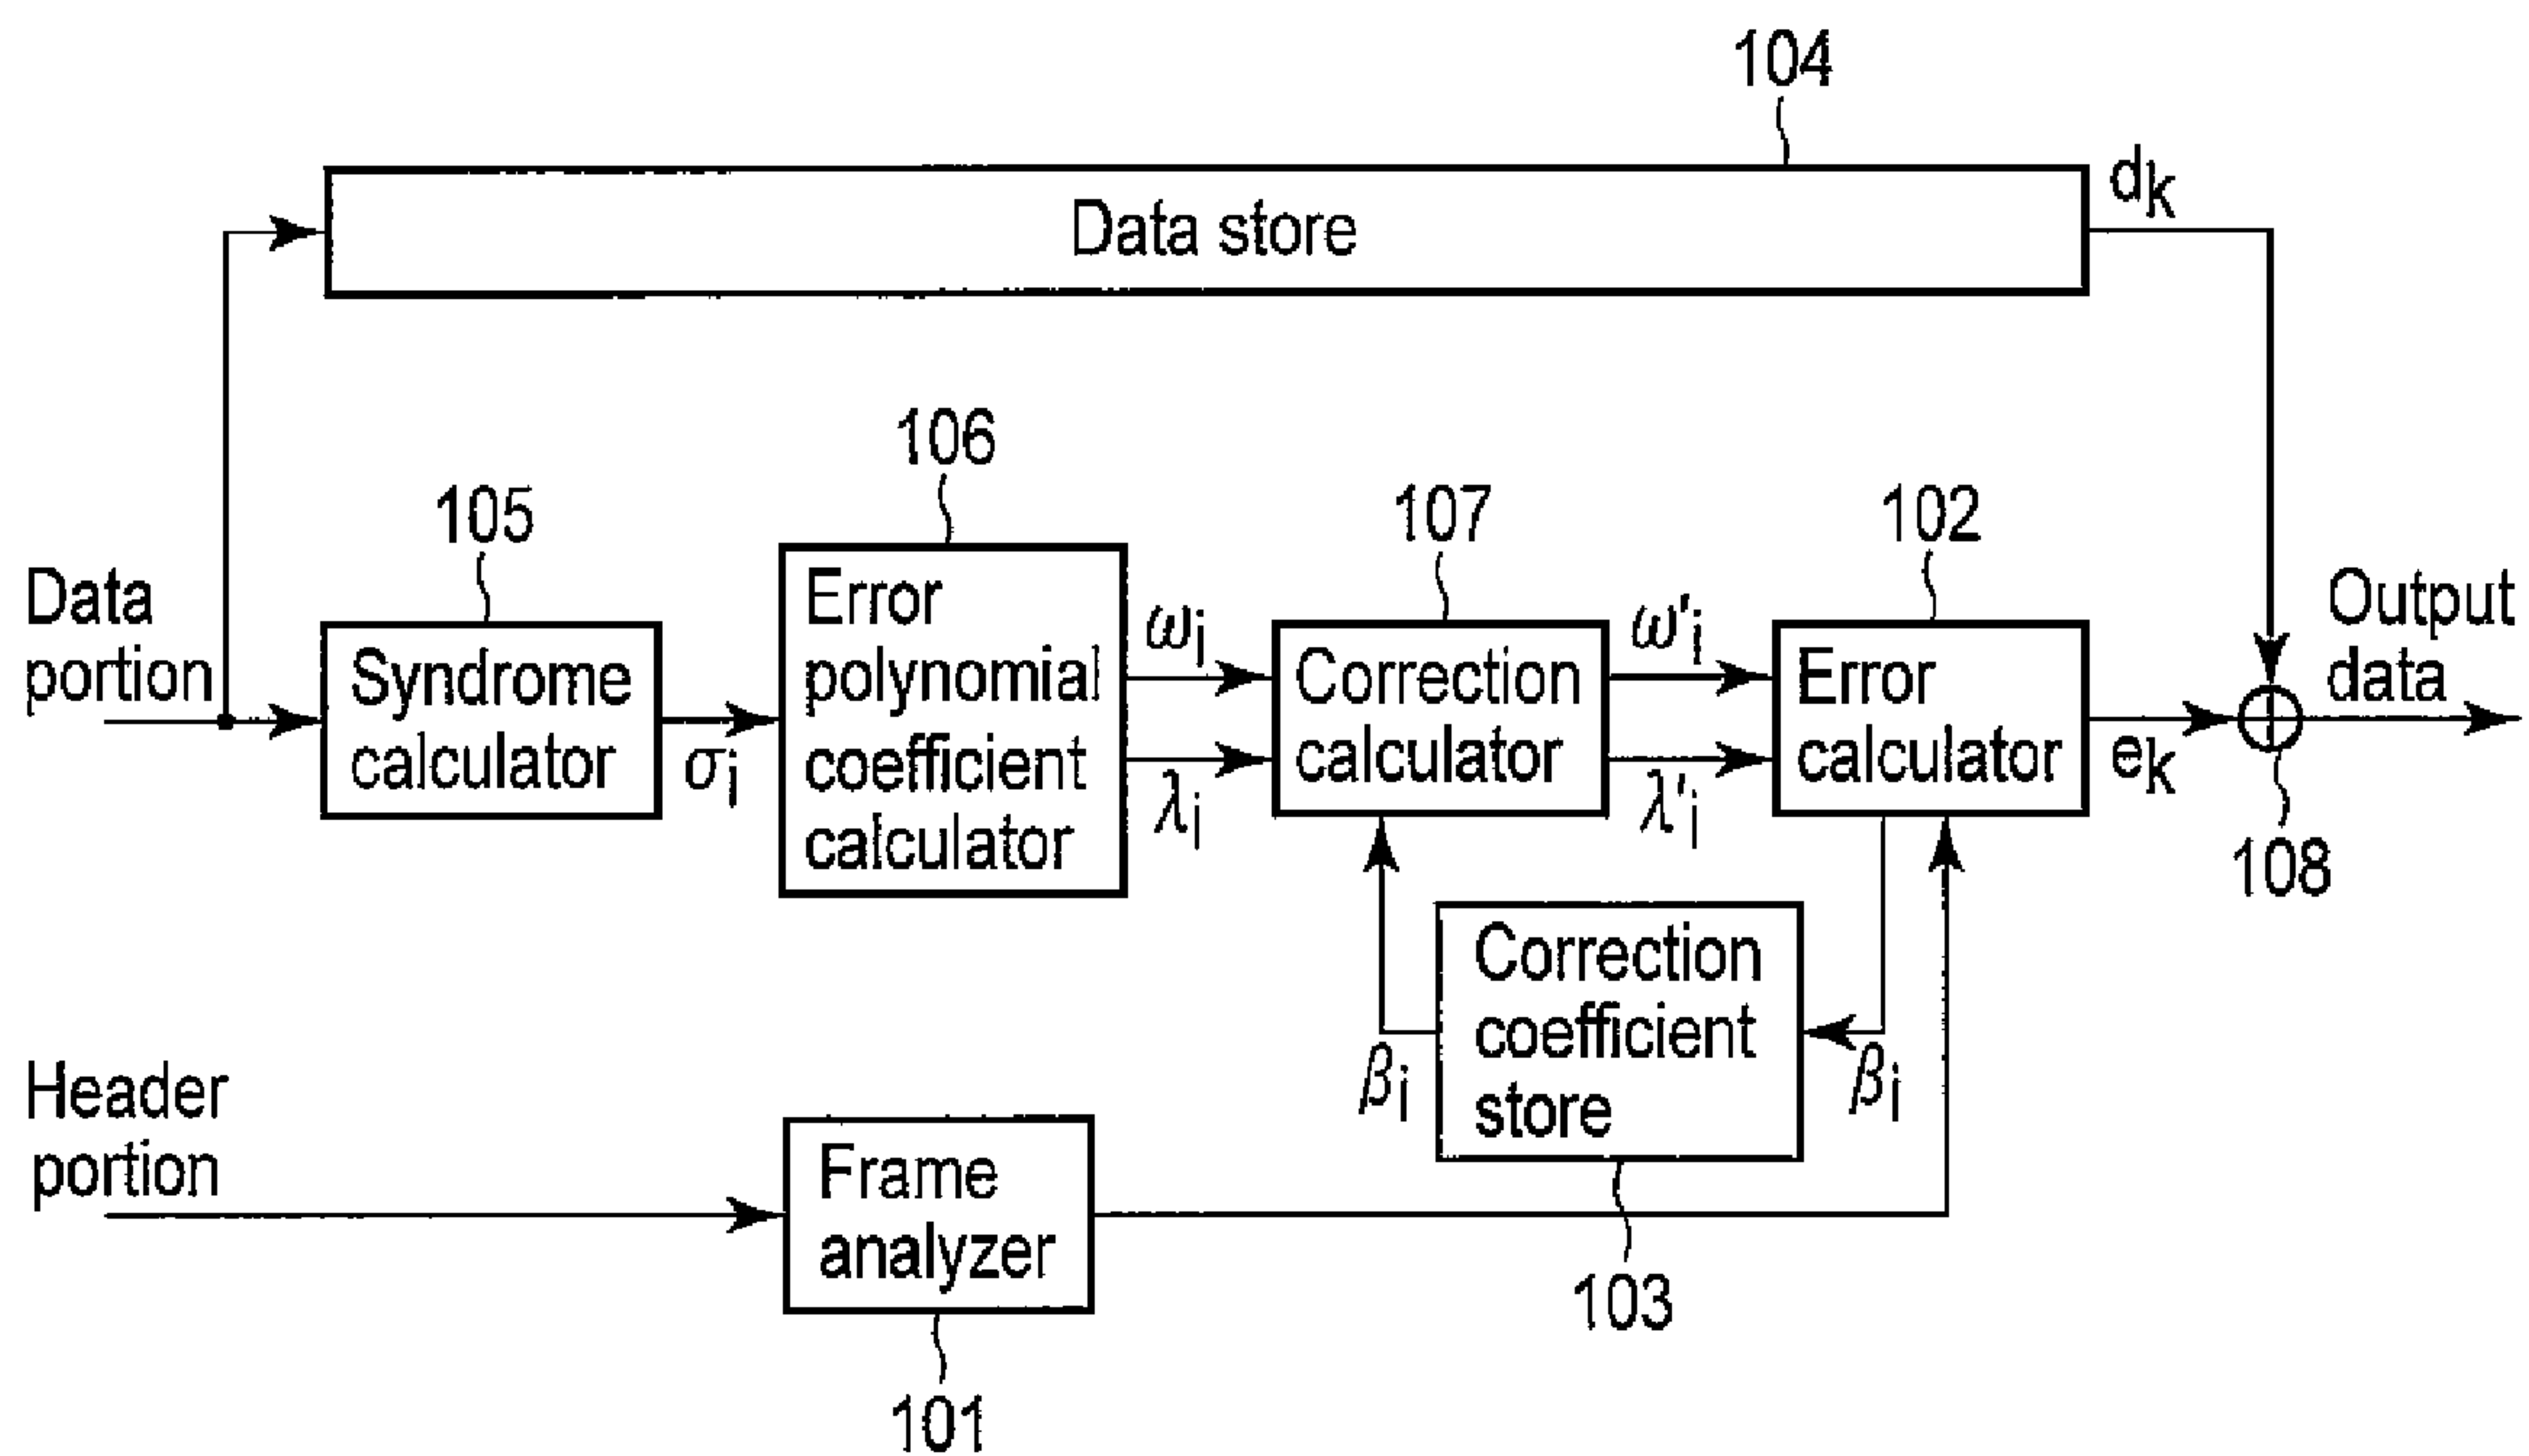 104
Data store
dk
106
105
107
102
Data
portion
Syndrome
calculator
σi
Error
polynomial
coefficient
calculator
ωi
λi
Correction
calculator
ω'i
λ'i
Error
calculator
ek
Output
data
108
Correction
coefficient
store
βi
βi
103
Header
portion
Frame
analyzer
101